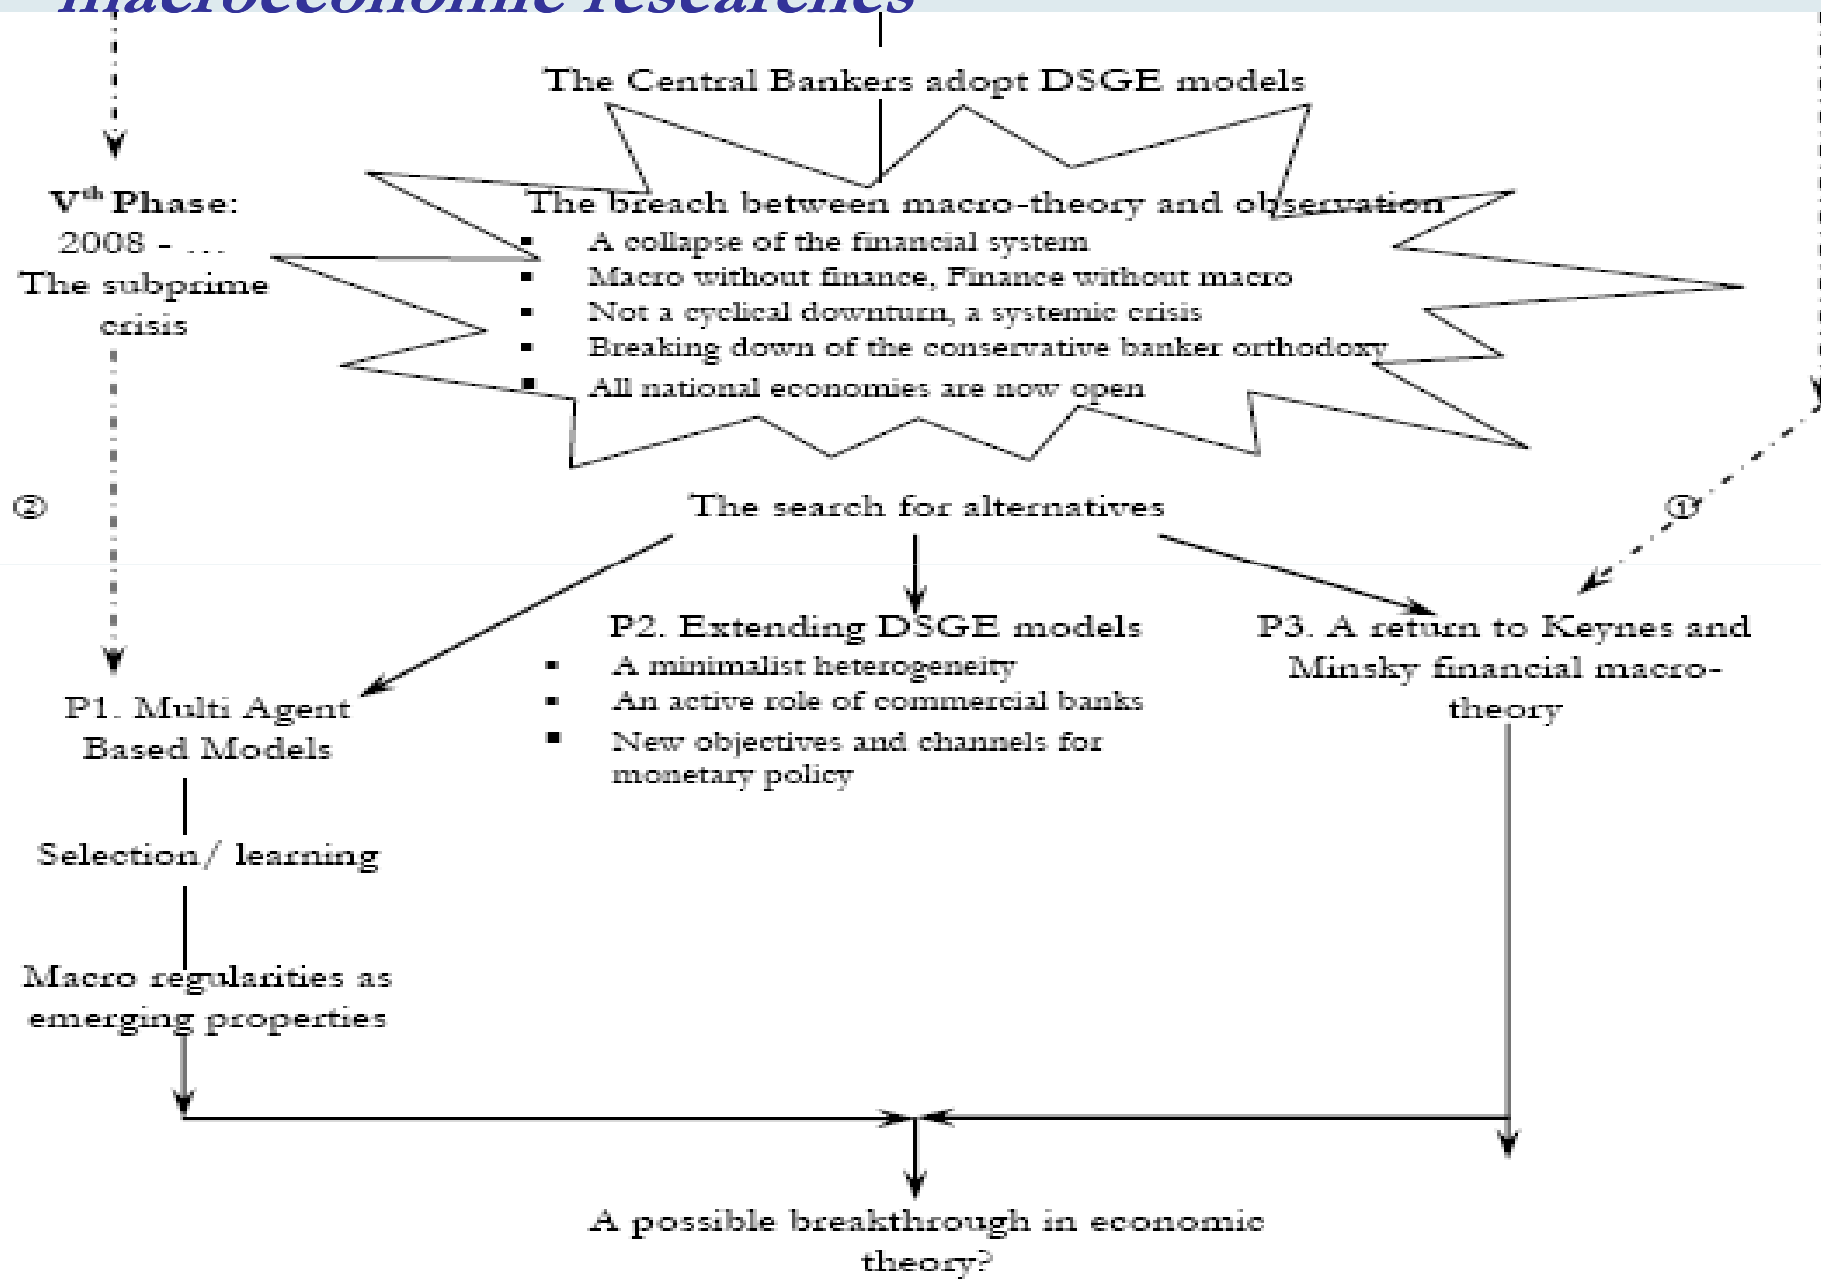 macroeconomic researches
The Central Bankers adopt DSGE models
Vth Phase:
2008 - ...
The subprime
crisis
The breach between macro-theory and observation
▪ A collapse of the financial system
▪ Macro without finance, Finance without macro
▪ Not a cyclical downturn, a systemic crisis
▪ Breaking down of the conservative banker orthodoxy
▪ All national economies are now open
②
The search for alternatives
①
P1. Multi Agent
Based Models
P2. Extending DSGE models
▪ A minimalist heterogeneity
▪ An active role of commercial banks
▪ New objectives and channels for
monetary policy
P3. A return to Keynes and
Minsky financial macro-
theory
Selection/ learning
Macro regularities as
emerging properties
A possible breakthrough in economic
theory?